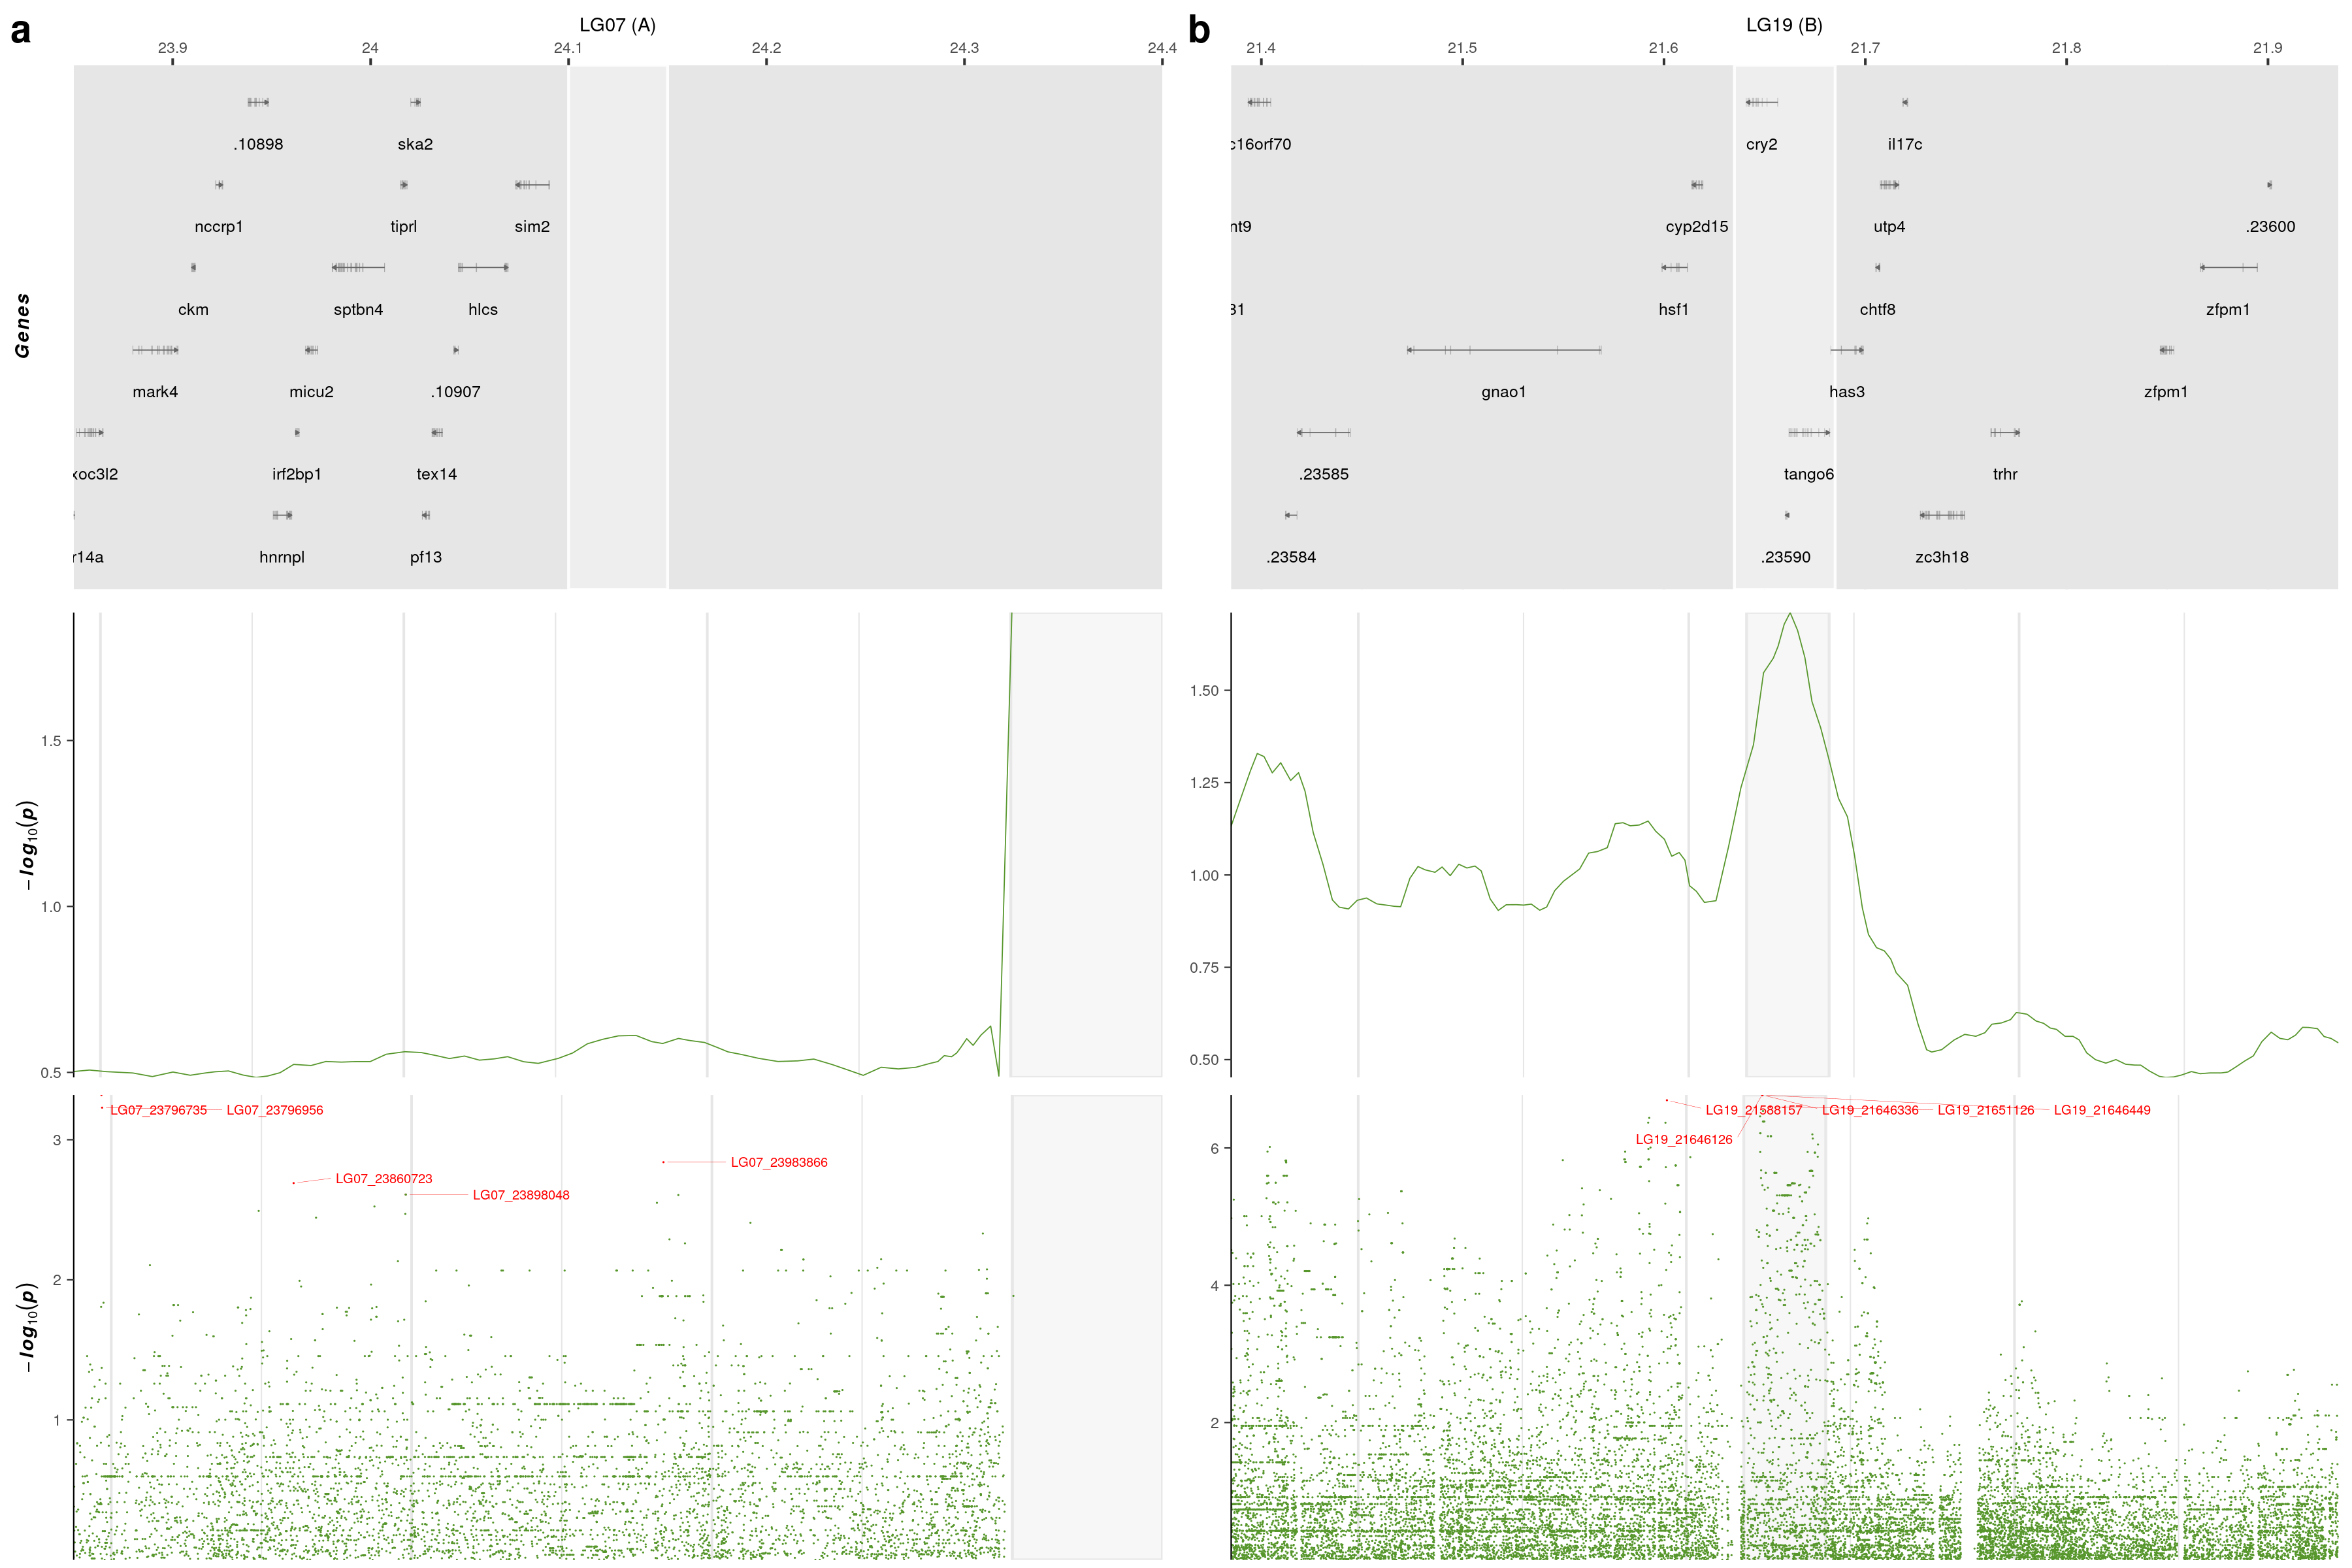 a
LG07 (A)
23.9 24 24.1 24.2 24.3 24.4
Genes
.10898 ska2
nccrp1 tiprl sim2
ckm sptbn4 hlcs
mark4 micu2 .10907
xoc3l2 irf2bp1 tex14
r14a hnrnpl pf13
−log10(p)
1.5
1.0
0.5
−log10(p)
3
2
1
LG07_23796735 LG07_23796956
LG07_23983866
LG07_23860723
LG07_23898048
b
LG19 (B)
21.4 21.5 21.6 21.7 21.8 21.9
c16orf70 cry2 il17c
nt9 cyp2d15 utp4 .23600
31 hsf1 chtf8 zfpm1
gnao1 has3 zfpm1
.23585 tango6 trhr
.23584 .23590 zc3h18
1.50
1.25
1.00
0.75
0.50
6
4
2
LG19_21588157 LG19_21646336 LG19_21651126 LG19_21646449
LG19_21646126